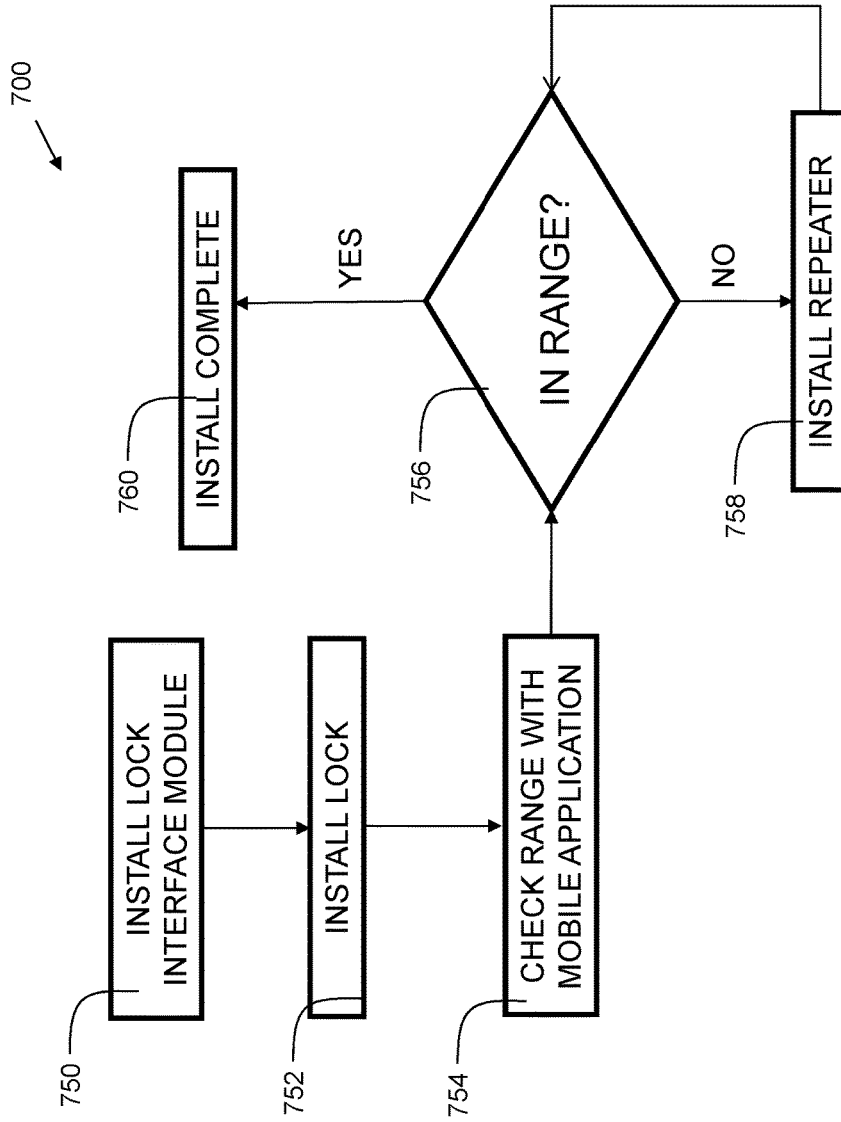 700
750
INSTALL LOCK
INTERFACE MODULE
752
INSTALL LOCK
754
CHECK RANGE WITH
MOBILE APPLICATION
756
IN RANGE?
YES
760
INSTALL COMPLETE
NO
758
INSTALL REPEATER